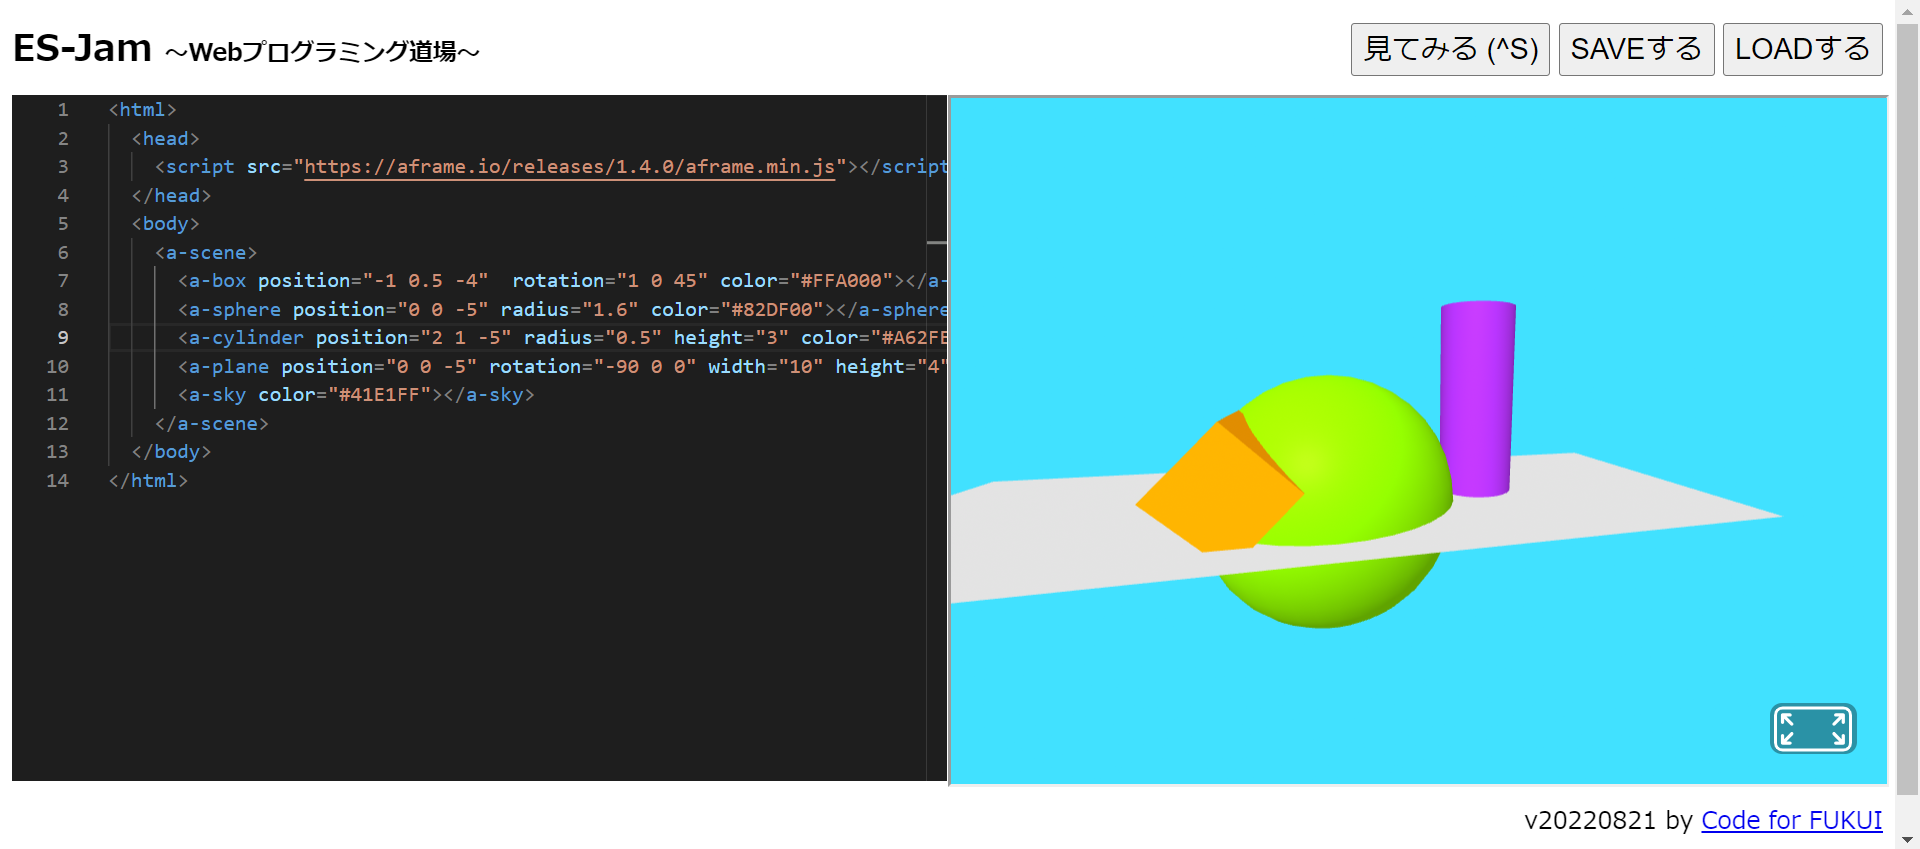 ES-Jam ～Webプログラミング道場～
見てみる (^S) SAVEする LOADする
1 <html>
2 <head>
3 <script src="https://aframe.io/releases/1.4.0/aframe.min.js"></script
4 </head>
5 <body>
6 <a-scene>
7 <a-box position="-1 0.5 -4"  rotation="1 0 45" color="#FFA000"></a-
8 <a-sphere position="0 0 -5" radius="1.6" color="#82DF00"></a-sphere
9 <a-cylinder position="2 1 -5" radius="0.5" height="3" color="#A62FE
10 <a-plane position="0 0 -5" rotation="-90 0 0" width="10" height="4"
11 <a-sky color="#41E1FF"></a-sky>
12 </a-scene>
13 </body>
14 </html>
v20220821 by Code for FUKUI